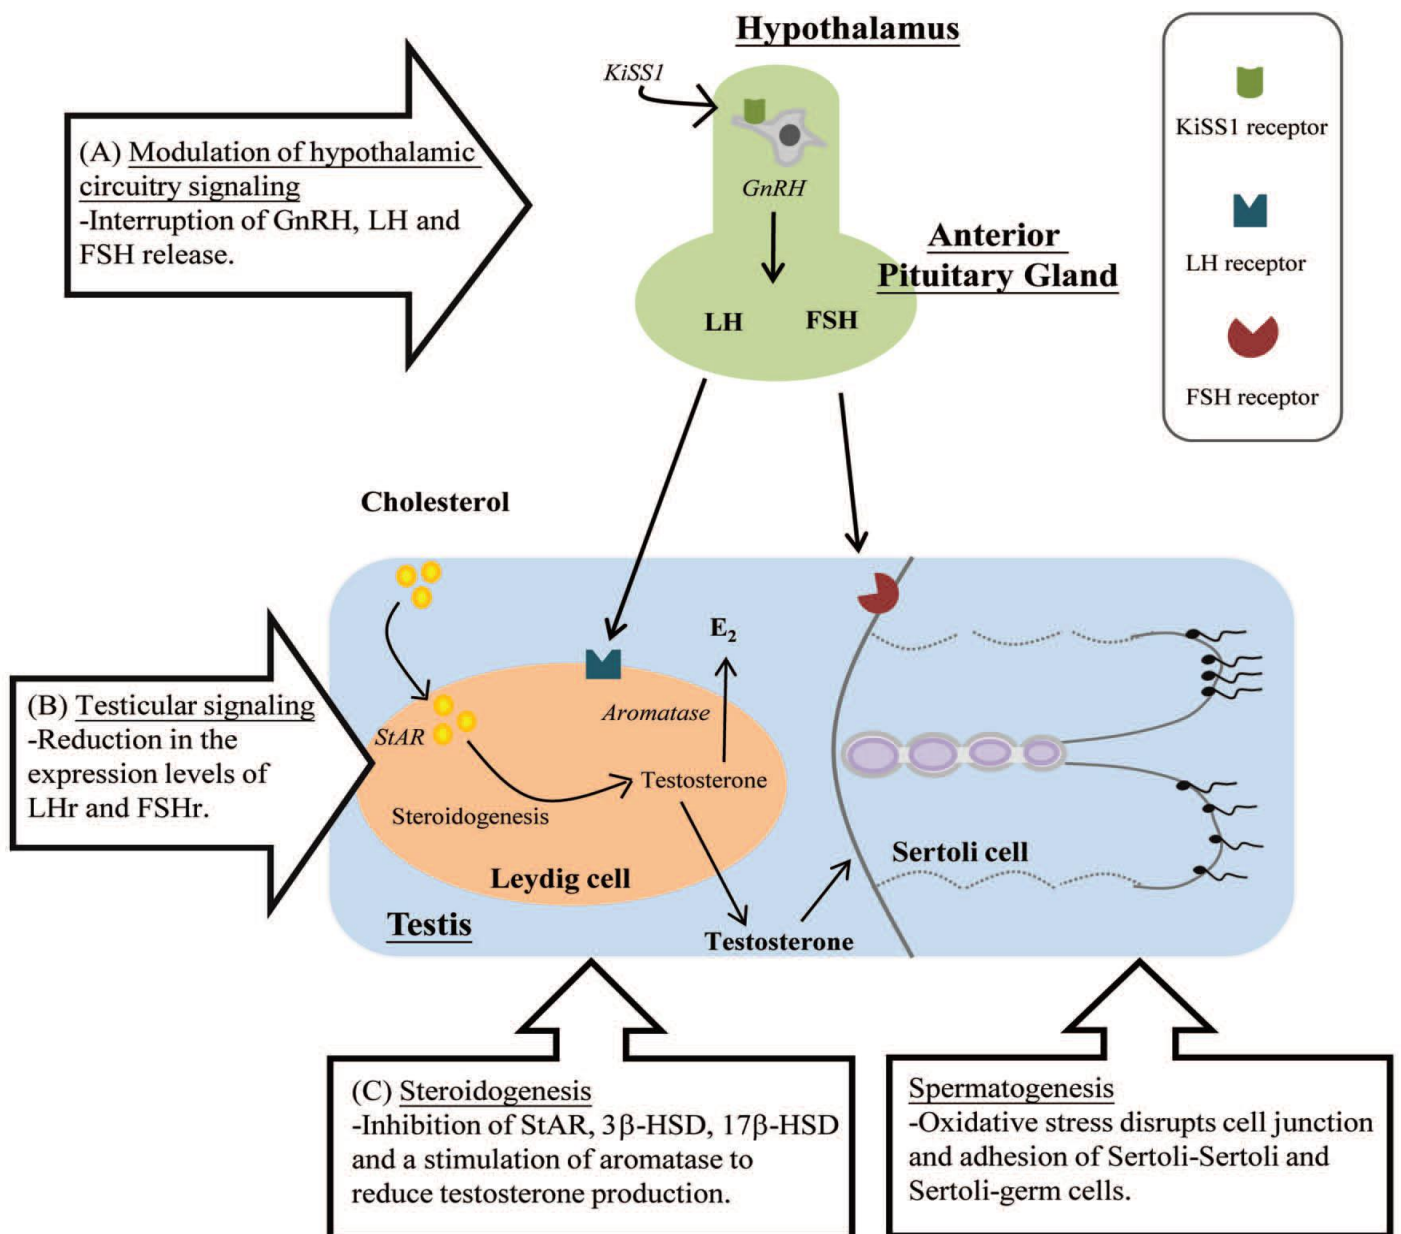 Hypothalamus
KiSS1
GnRH
Anterior
Pituitary Gland
LH
FSH
KiSS1 receptor
LH receptor
FSH receptor
(A) Modulation of hypothalamic
circuitry signaling
-Interruption of GnRH, LH and
FSH release.
Cholesterol
E2
Aromatase
StAR
Testosterone
Steroidogenesis
Leydig cell
Sertoli cell
Testis
Testosterone
(B) Testicular signaling
-Reduction in the
expression levels of
LHr and FSHr.
(C) Steroidogenesis
-Inhibition of StAR, 3β-HSD, 17β-HSD
and a stimulation of aromatase to
reduce testosterone production.
Spermatogenesis
-Oxidative stress disrupts cell junction
and adhesion of Sertoli-Sertoli and
Sertoli-germ cells.